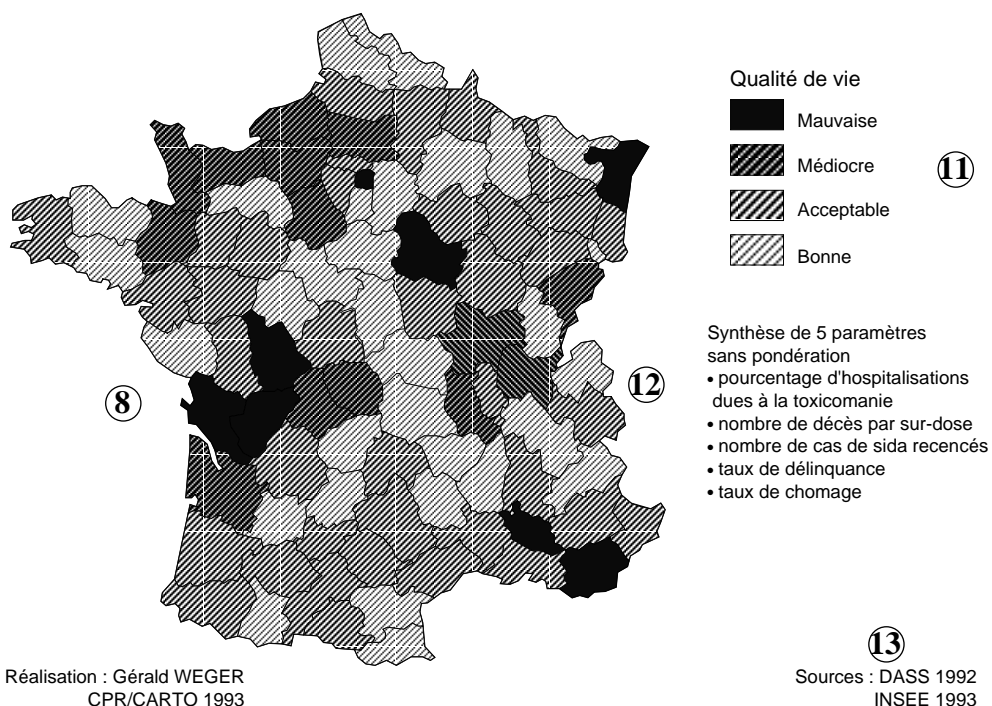 Qualité de vie
Mauvaise
Médiocre
Acceptable
Bonne
11
Synthèse de 5 paramètres
sans pondération
• pourcentage d'hospitalisations
dues à la toxicomanie
• nombre de décès par sur-dose
• nombre de cas de sida recencés
• taux de délinquance
• taux de chomage
12
8
13
Réalisation : Gérald WEGER
CPR/CARTO 1993
Sources : DASS 1992
INSEE 1993